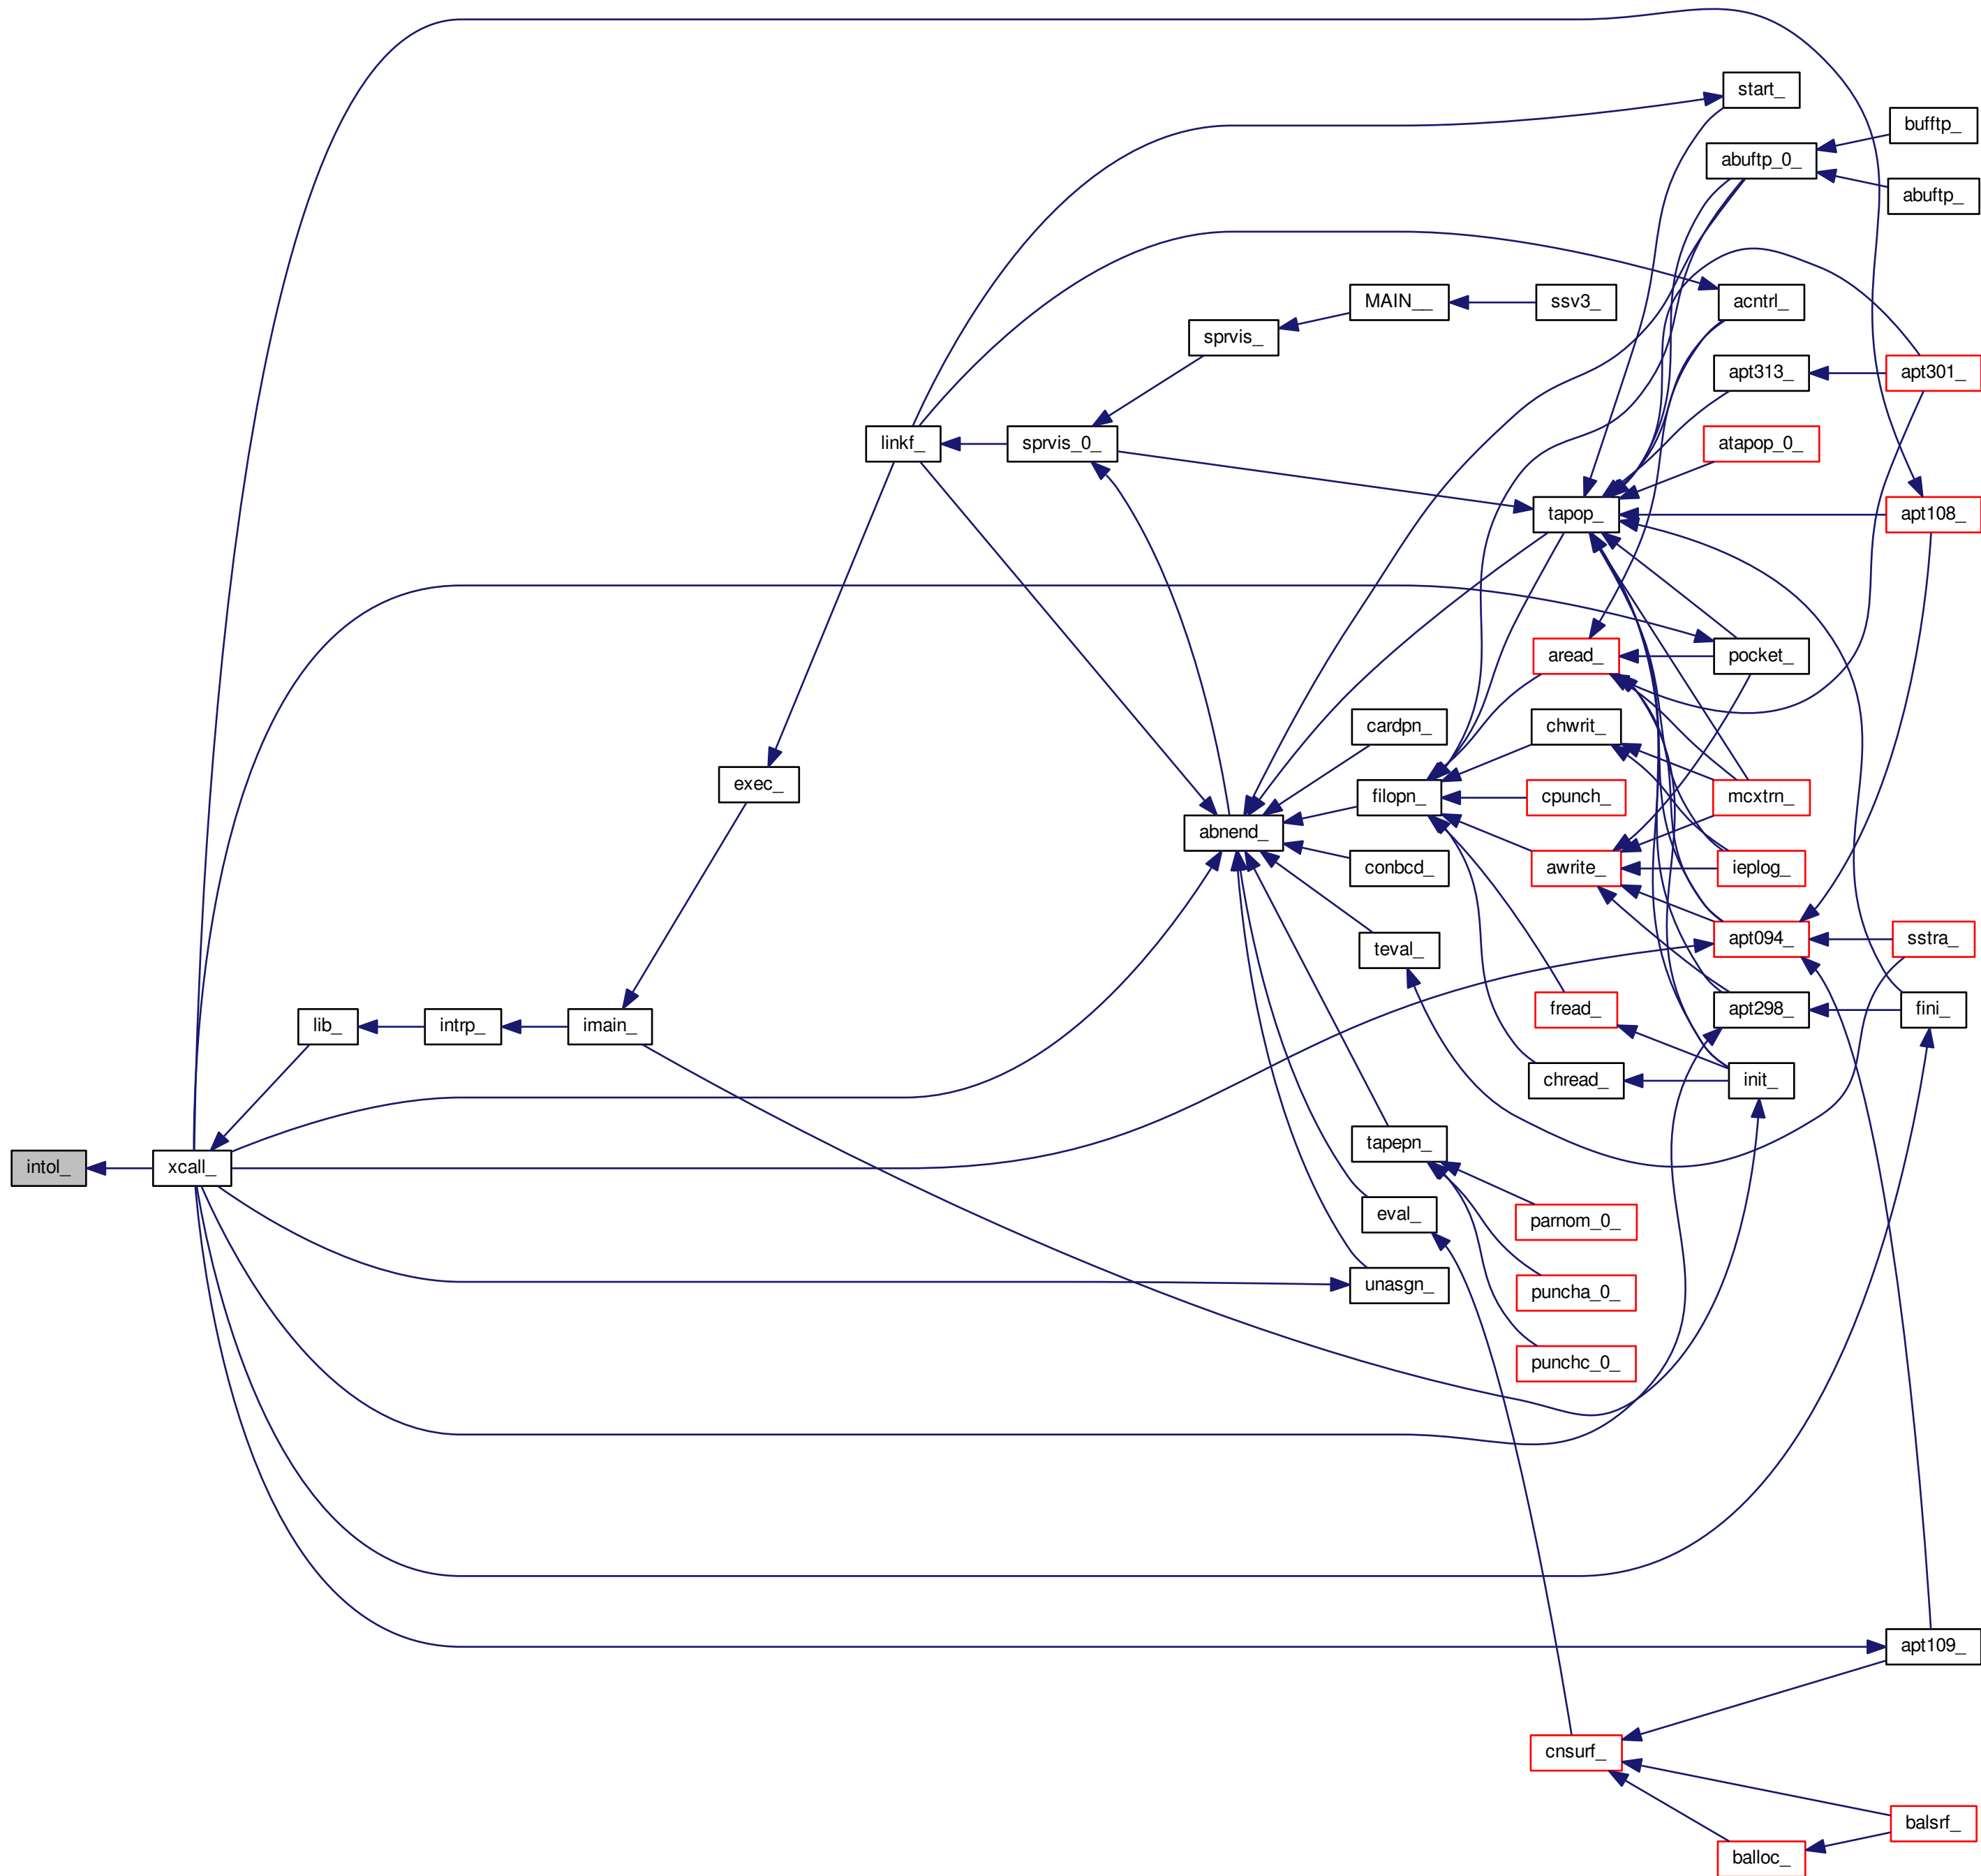 start_
bufftp_
abuftp_0_
abuftp_
MAIN__
ssv3_
acntrl_
sprvis_
apt313_
apt301_
linkf_
sprvis_0_
atapop_0_
tapop_
apt108_
aread_
pocket_
cardpn_
chwrit_
exec_
filopn_
cpunch_
mcxtrn_
abnend_
conbcd_
awrite_
ieplog_
teval_
apt094_
sstra_
lib_
intrp_
imain_
fread_
apt298_
fini_
chread_
init_
tapepn_
intol_
xcall_
eval_
parnom_0_
unasgn_
puncha_0_
punchc_0_
apt109_
cnsurf_
balsrf_
balloc_